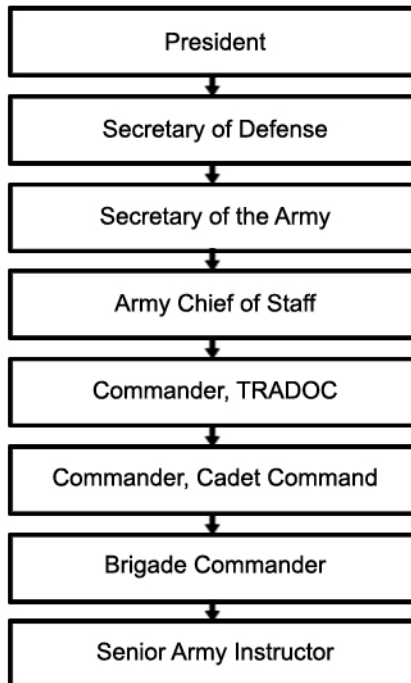 President
Secretary of Defense
Secretary of the Army
Army Chief of Staff
Commander, TRADOC
Commander, Cadet Command
Brigade Commander
Senior Army Instructor